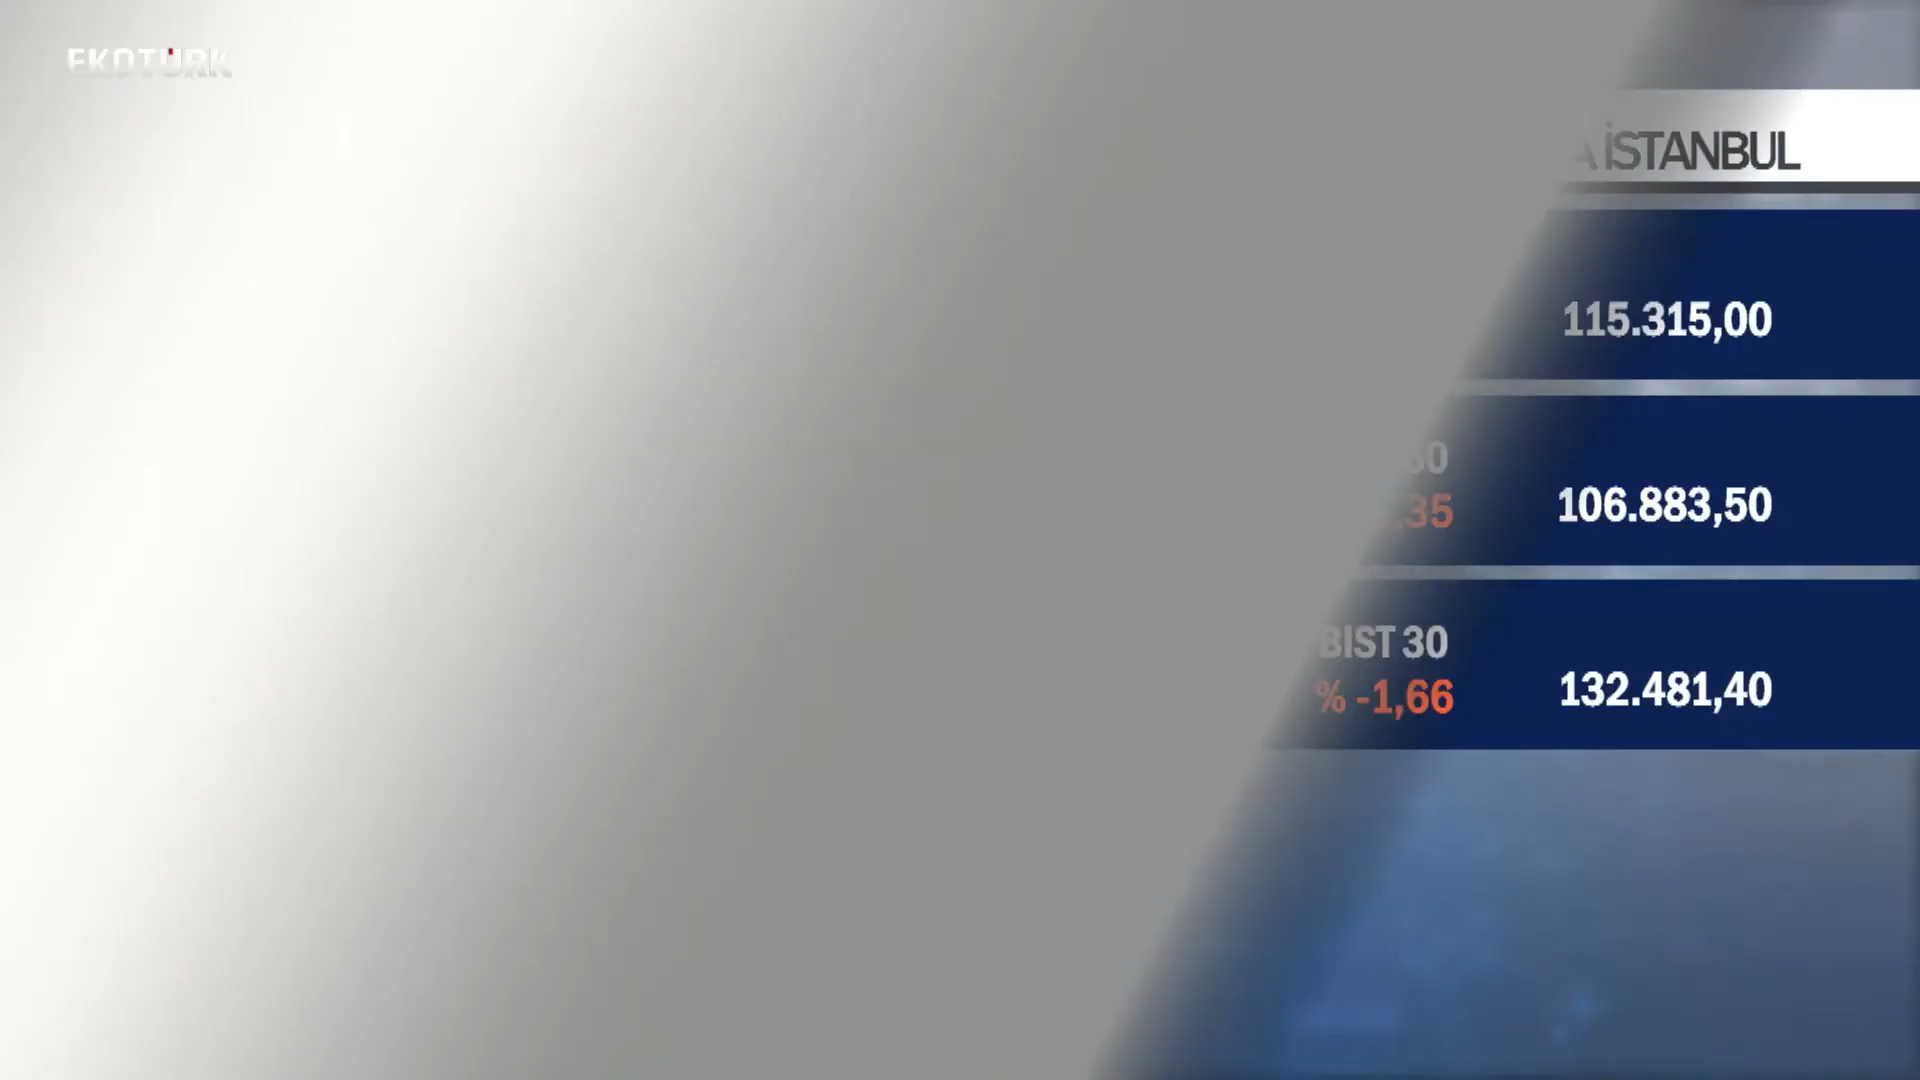 EKOTÜRK
İSTANBUL
115.315,00
106.883,50
BIST 30
% -1,66
132.481,40